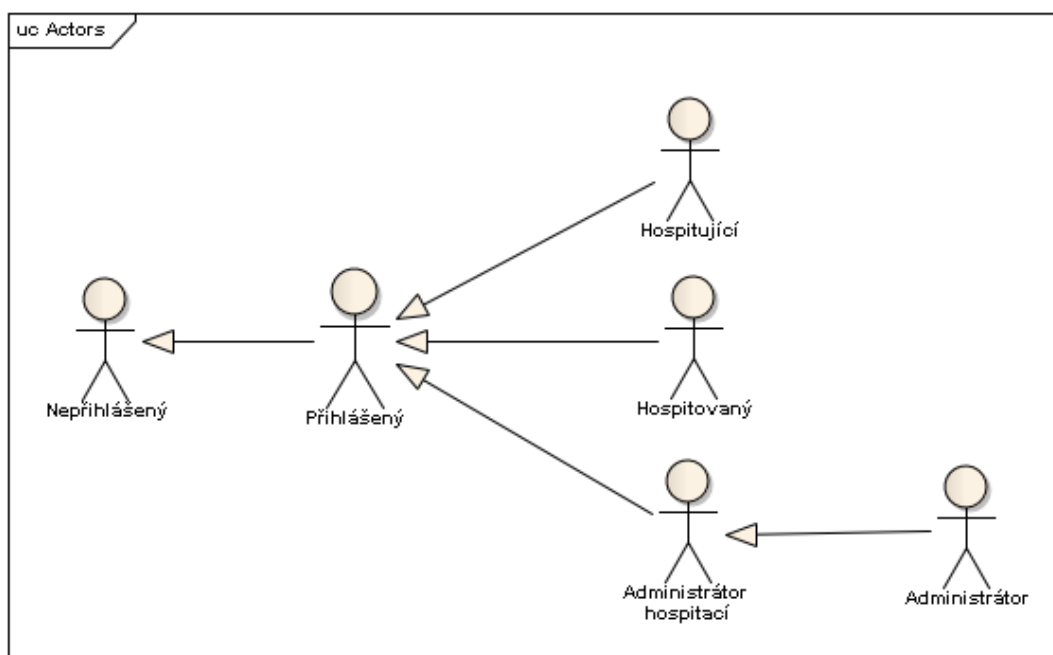 uc Actors
Hospitující
Nepřihlášený
Přihlášený
Hospitovaný
Administrátor
hospitací
Administrátor